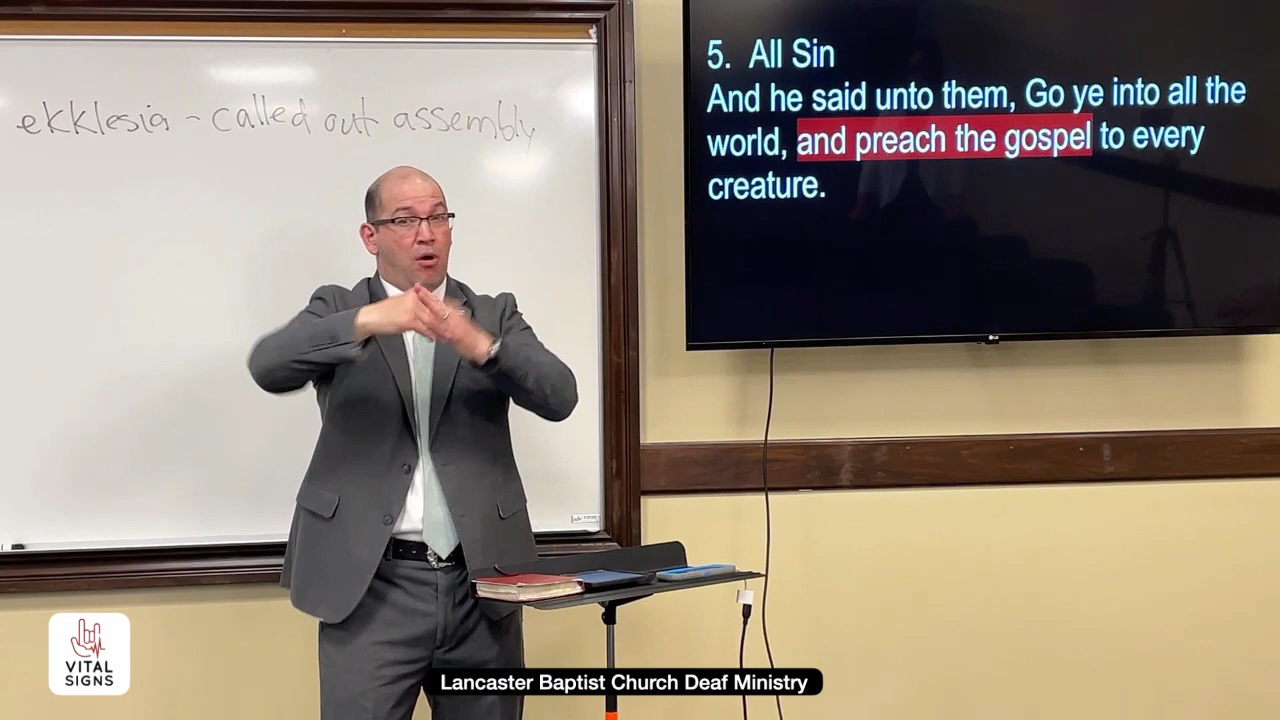 ekklesia - called out assembly
5. All Sin
And he said unto them, Go ye into all the
world, and preach the gospel to every
creature.
LG
VITAL
SIGNS
Lancaster Baptist Church Deaf Ministry